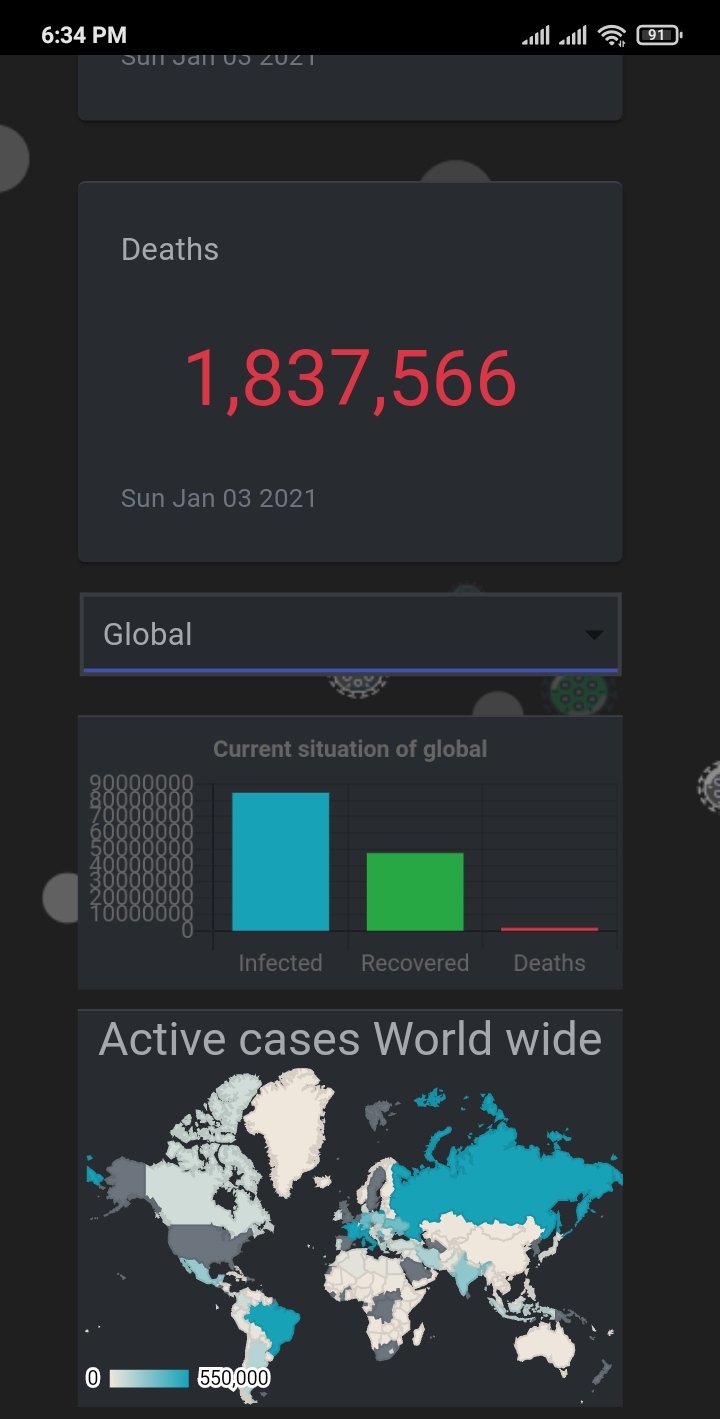 6:34 PM
91
Sun Jan 03 2021
Deaths
1,837,566
Sun Jan 03 2021
Global
Current situation of global
90000000
80000000
70000000
60000000
50000000
40000000
30000000
20000000
10000000
0
Infected Recovered Deaths
Active cases World wide
0 550,000